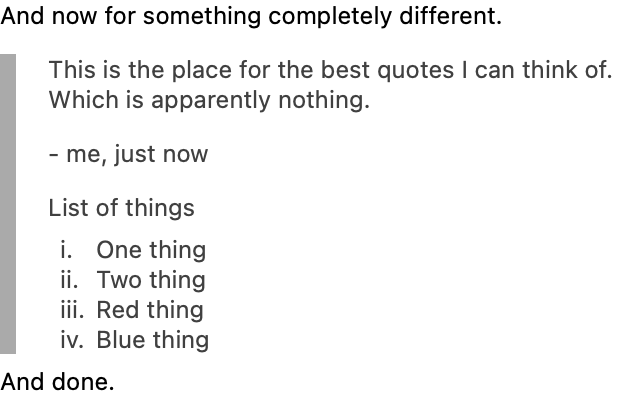 And now for something completely different.
This is the place for the best quotes I can think of.
Which is apparently nothing.
- me, just now
List of things
i. One thing
ii. Two thing
iii. Red thing
iv. Blue thing
And done.